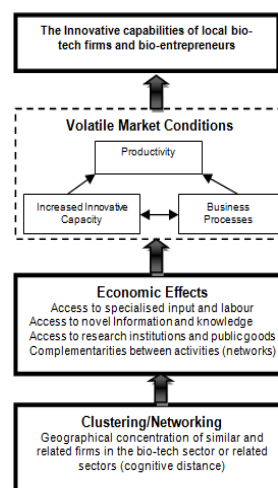 The Innovative capabilities of local bio-
tech firms and bio-entrepreneurs
Volatile Market Conditions
Productivity
Increased Innovative
Capacity
Business
Processes
Economic Effects
Access to specialised input and labour
Access to novel Information and knowledge
Access to research institutions and public goods
Complementarities between activities (networks)
Clustering/Networking
Geographical concentration of similar and
related firms in the bio-tech sector or related
sectors (cognitive distance)